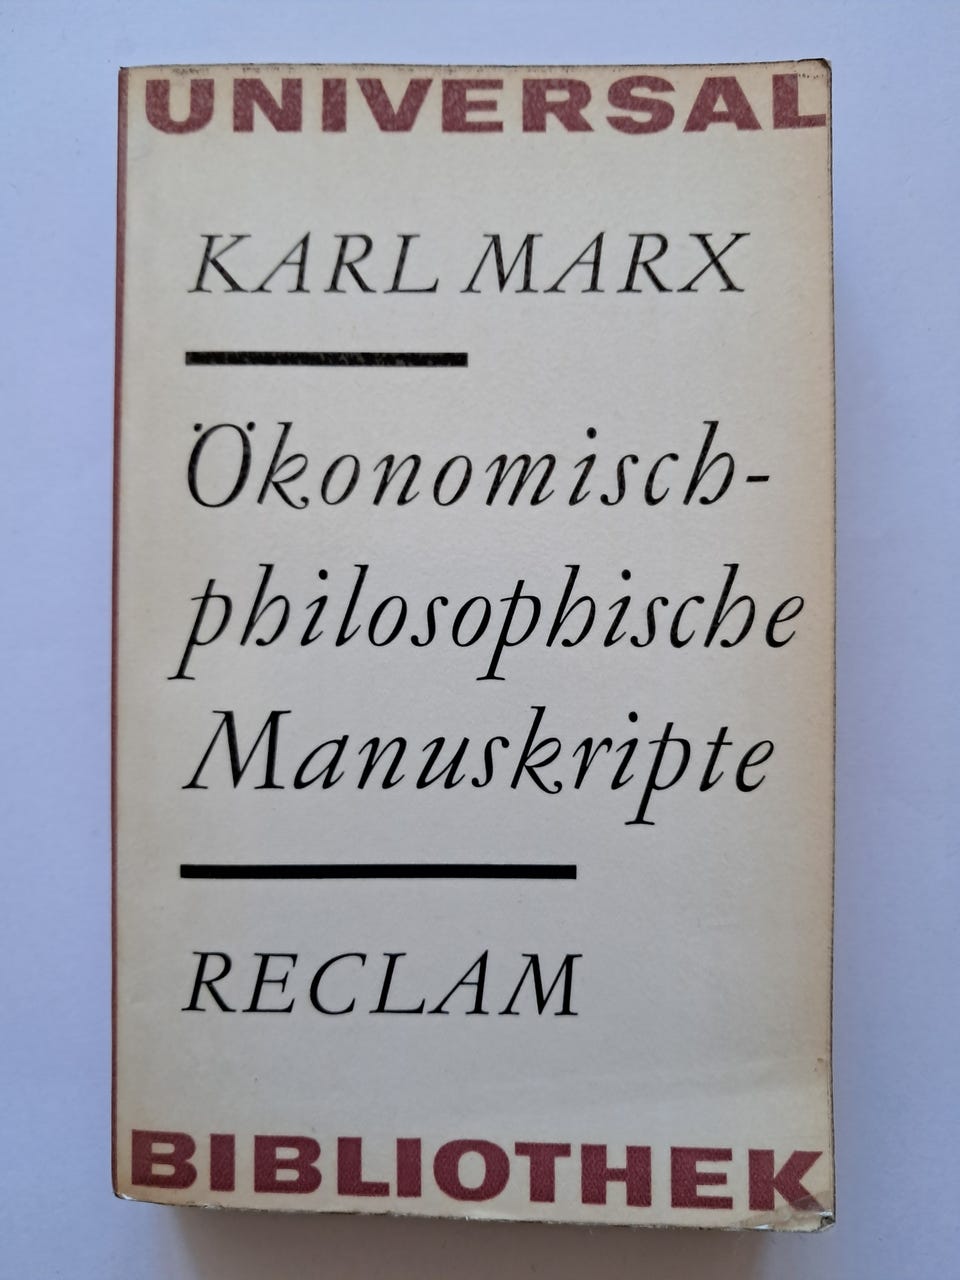 UNIVERSAL
KARL MARX
Ökonomisch-
philosophische
Manuskripte
RECLAM
BIBLIOTHEK